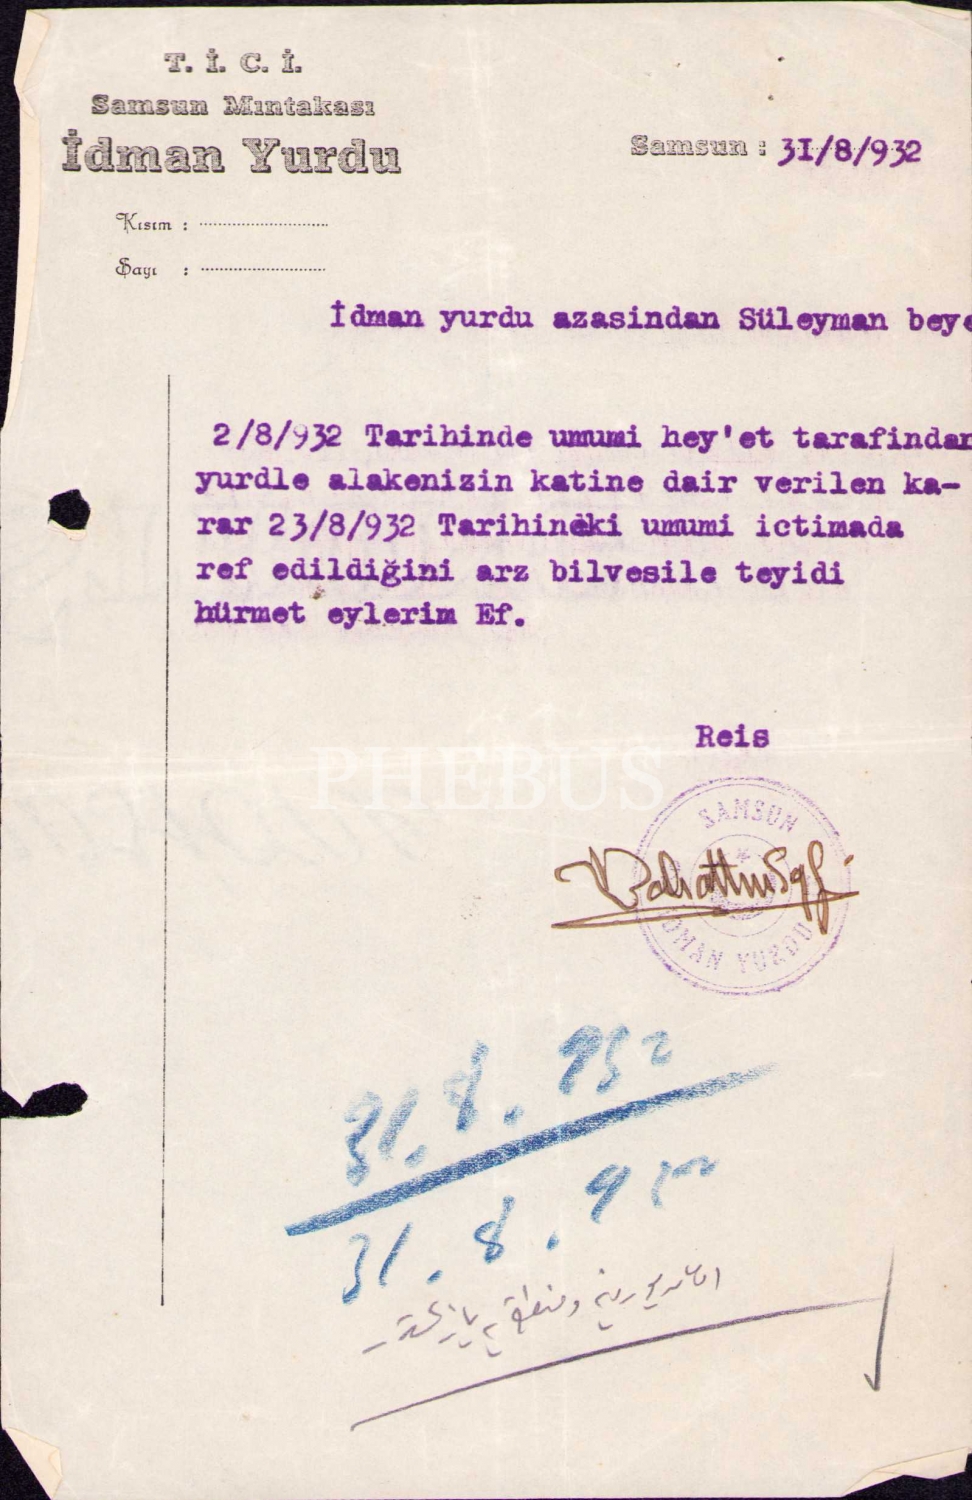 T. İ. C. İ.
Samsun Mıntakası
İdman Yurdu
Samsun : 31/8/932
Kısım :
Sayı :
İdman yurdu azasindan Süleyman beye
2/8/932 Tarihinde umumi hey'et tarafindan
yurdle alakenizin katine dair verilen ka-
rar 23/8/932 Tarihindeki umumi ictimada
ref edildiğini arz bilvesile teyidi
hürmet eylerim Ef.
Reis
PHEBUS
SAMSUN
İDMAN YURDU
31.8.932
31.8.932